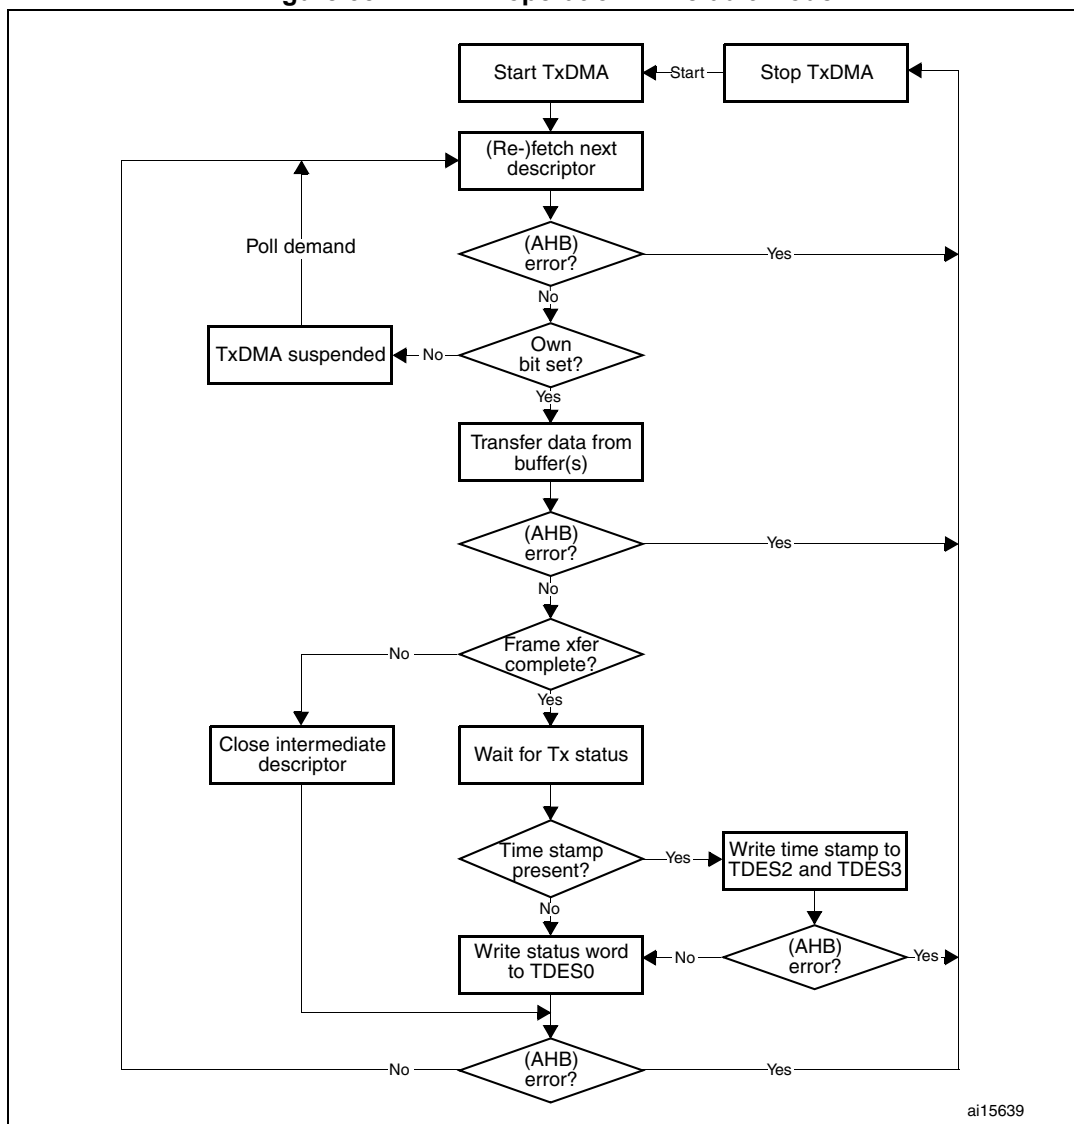 Start TxDMA
Start
Stop TxDMA
(Re-)fetch next
descriptor
Poll demand
(AHB)
error?
Yes
No
TxDMA suspended
No
Own
bit set?
Yes
Transfer data from
buffer(s)
(AHB)
error?
Yes
No
No
Frame xfer
complete?
Yes
Close intermediate
descriptor
Wait for Tx status
Time stamp
present?
Yes
Write time stamp to
TDES2 and TDES3
No
Write status word
to TDES0
No
(AHB)
error?
Yes
No
(AHB)
error?
Yes
ai15639